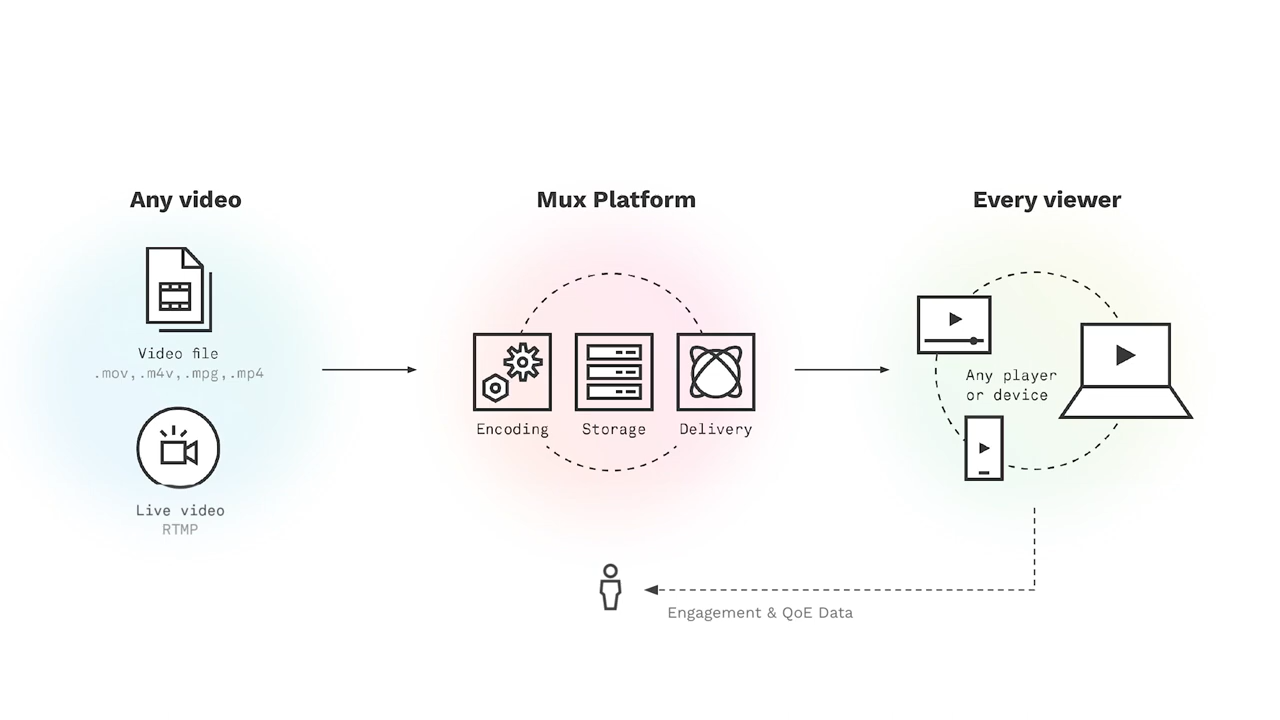 Any video
Video file
.mov,.m4v,.mpg,.mp4
Live video
RTMP
Mux Platform
Encoding
Storage
Delivery
Every viewer
Any player
or device
Engagement & QoE Data